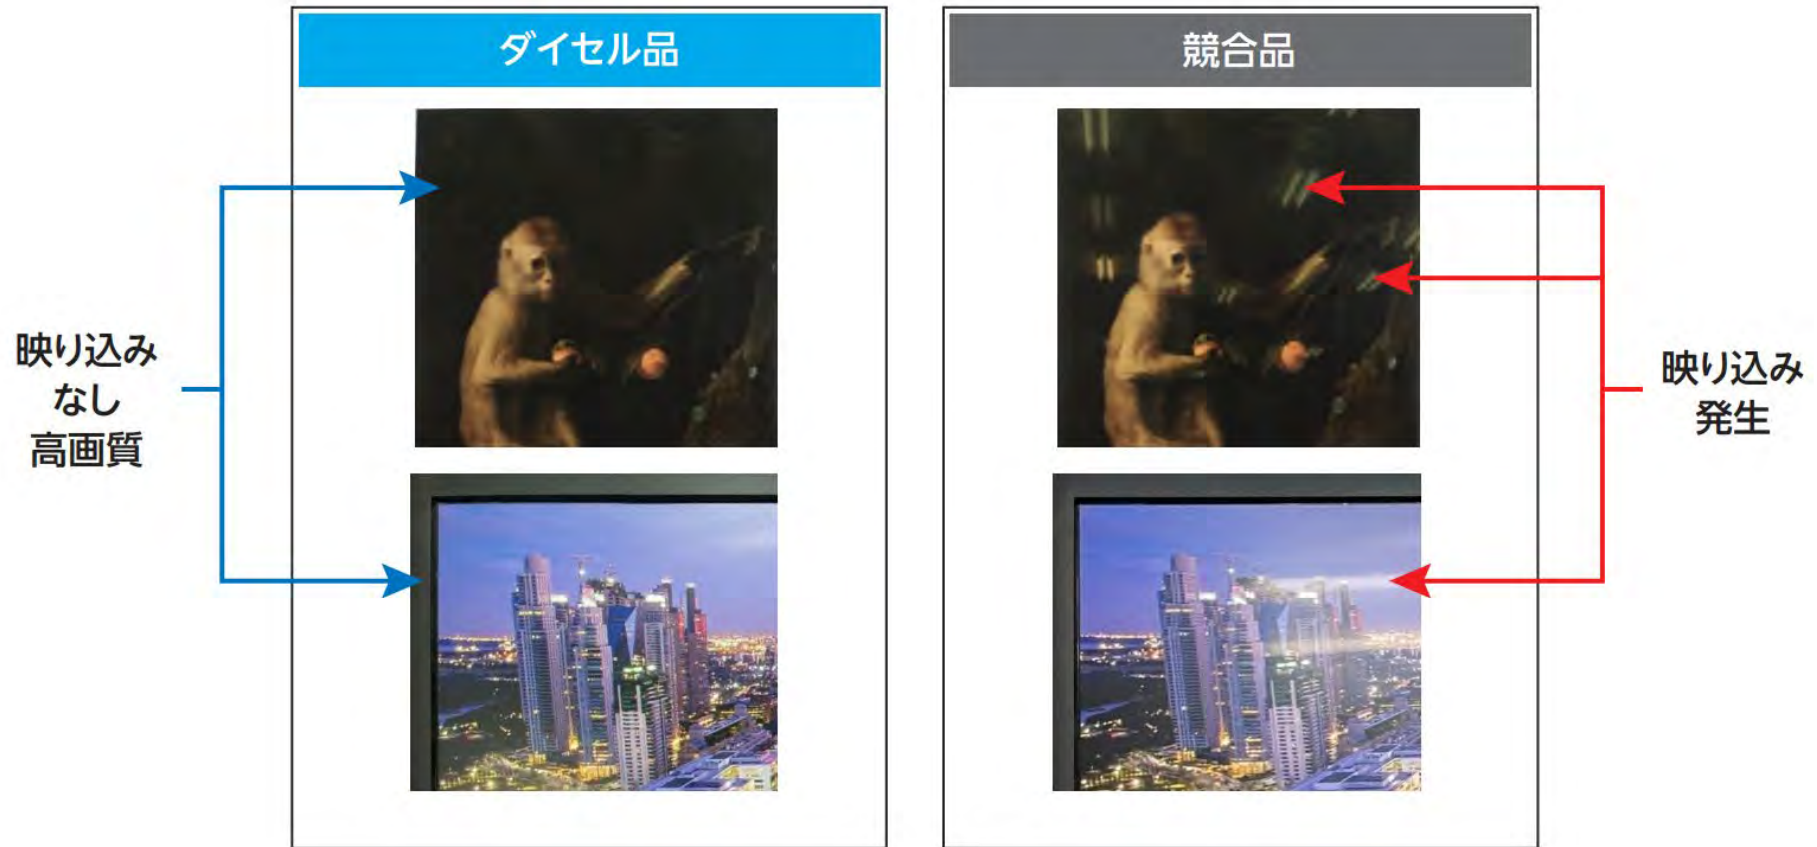 ダイセル品
競合品
映り込み
なし
高画質
映り込み
発生